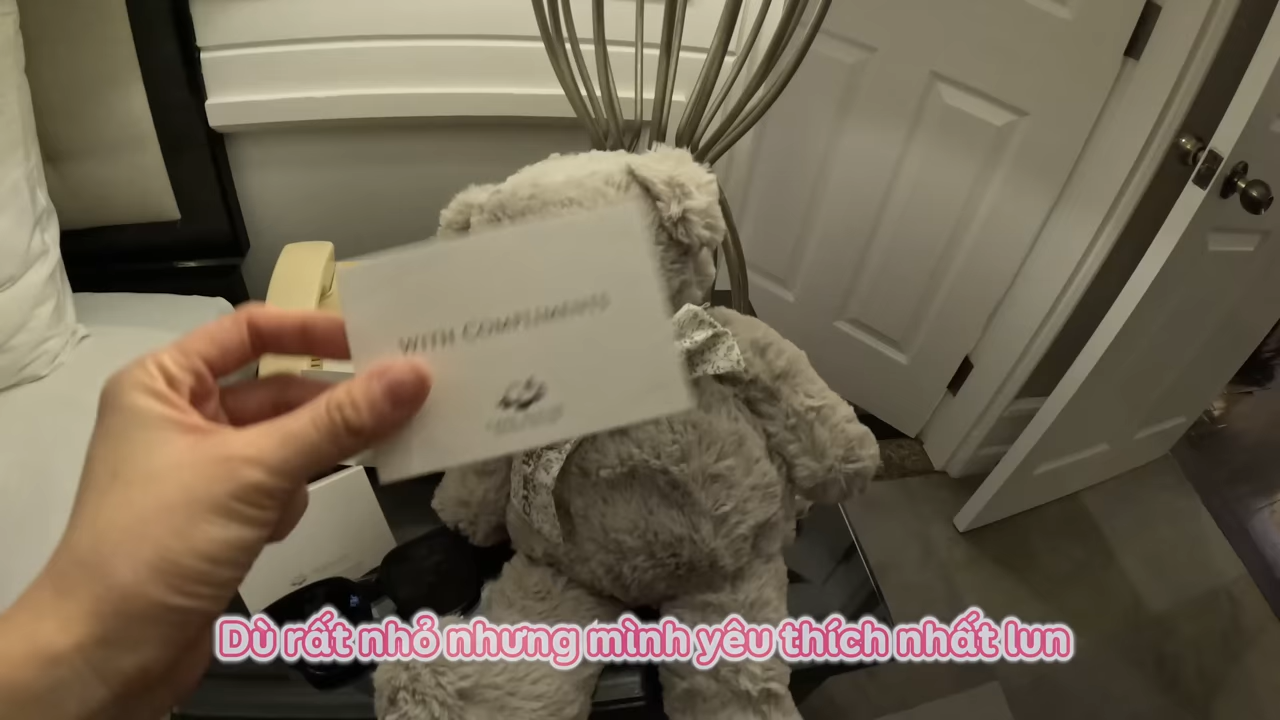 WITH COMPLIMENTS
Dù rất nhỏ nhưng mình yêu thích nhất lun